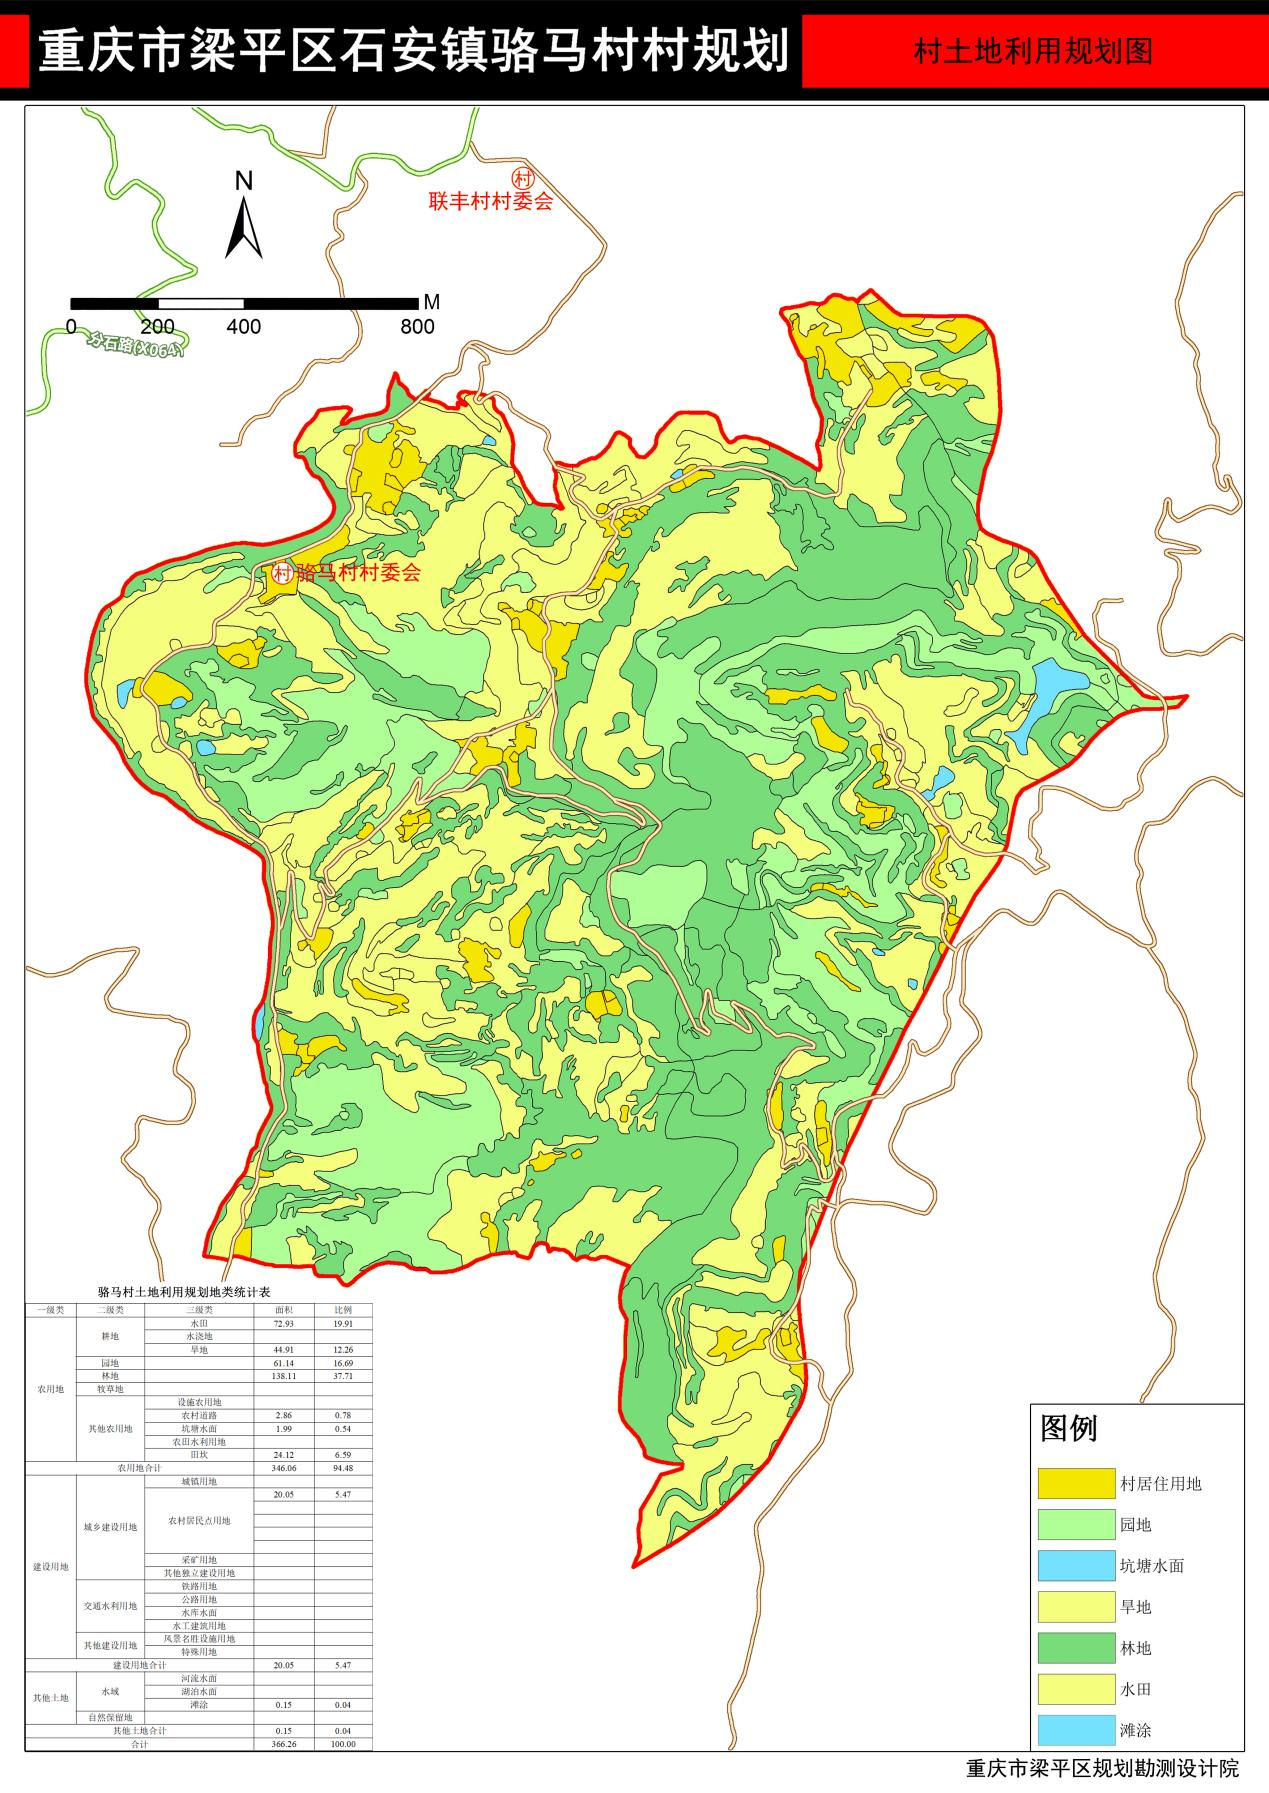 重庆市梁平区石安镇骆马村村规划
村土地利用规划图
N
村
联丰村村委会
M
0 200 400 800
分石路(X064)
村 骆马村村委会
骆马村土地利用规划地类统计表
一级类 二级类 三级类 面积 比例
农用地 耕地 水田 72.93 19.91
水浇地
旱地 44.91 12.26
园地 61.14 16.69
林地 138.11 37.71
牧草地
其他农用地 设施农用地
农村道路 2.86 0.78
坑塘水面 1.99 0.54
农田水利用地
田坎 24.12 6.59
农用地合计 346.06 94.48
建设用地 城乡建设用地 城镇用地
农村居民点用地 20.05 5.47
采矿用地
其他独立建设用地
交通水利用地 铁路用地
公路用地
水库水面
水工建筑用地
其他建设用地 风景名胜设施用地
特殊用地
建设用地合计 20.05 5.47
其他土地 水域 河流水面
湖泊水面
滩涂 0.15 0.04
自然保留地
其他土地合计 0.15 0.04
合计 366.26 100.00
图例
村居住用地
园地
坑塘水面
旱地
林地
水田
滩涂
重庆市梁平区规划勘测设计院